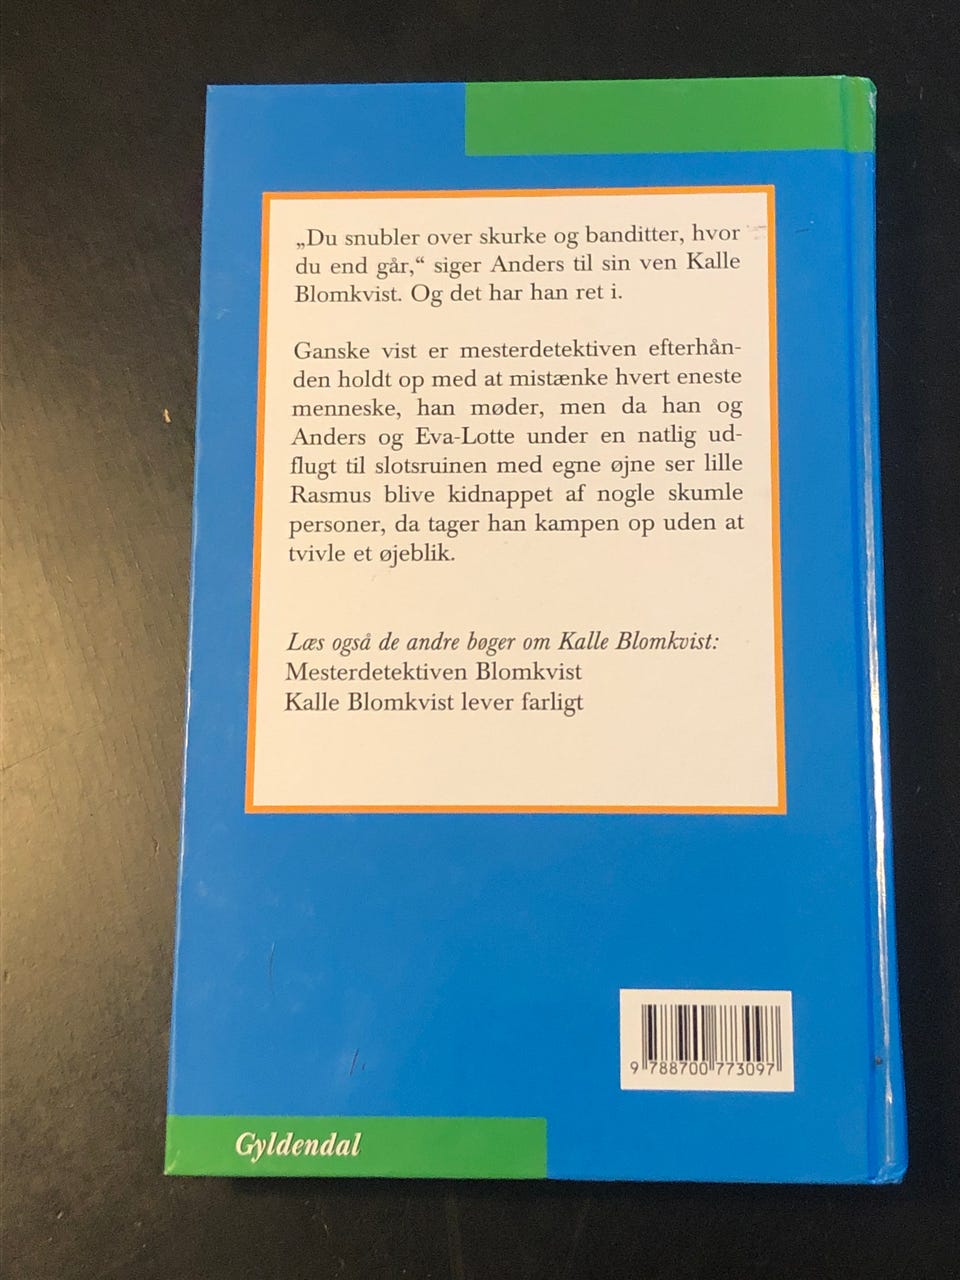 „Du snubler over skurke og banditter, hvor
du end går,“ siger Anders til sin ven Kalle
Blomkvist. Og det har han ret i.
Ganske vist er mesterdetektiven efterhån-
den holdt op med at mistænke hvert eneste
menneske, han møder, men da han og
Anders og Eva-Lotte under en natlig ud-
flugt til slotsruinen med egne øjne ser lille
Rasmus blive kidnappet af nogle skumle
personer, da tager han kampen op uden at
tvivle et øjeblik.
Læs også de andre bøger om Kalle Blomkvist:
Mesterdetektiven Blomkvist
Kalle Blomkvist lever farligt
9 788700 773097
Gyldendal